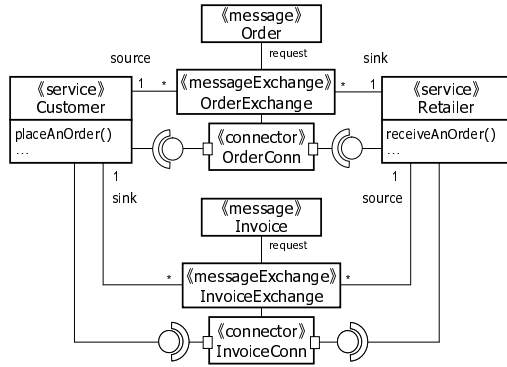 《message》
Order
request
source
sink
《service》
Customer
1
*
《messageExchange》
OrderExchange
*
1
《service》
Retailer
placeAnOrder()
...
《connector》
OrderConn
receiveAnOrder()
...
sink
1
source
《message》
Invoice
request
*
《messageExchange》
InvoiceExchange
*
《connector》
InvoiceConn